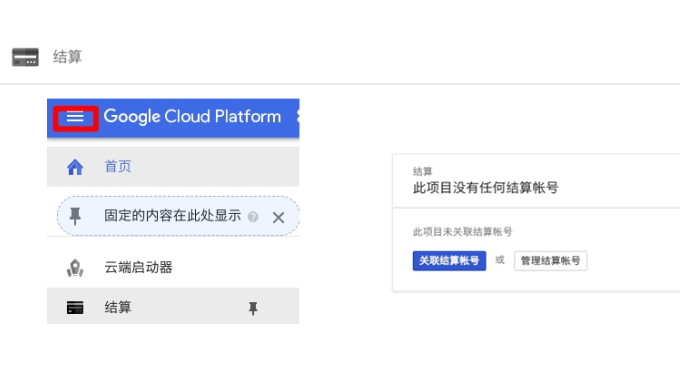 结算
Google Cloud Platform
首页
固定的内容在此处显示
云端启动器
结算
结算
此项目没有任何结算帐号
此项目未关联结算帐号
关联结算帐号 或 管理结算帐号